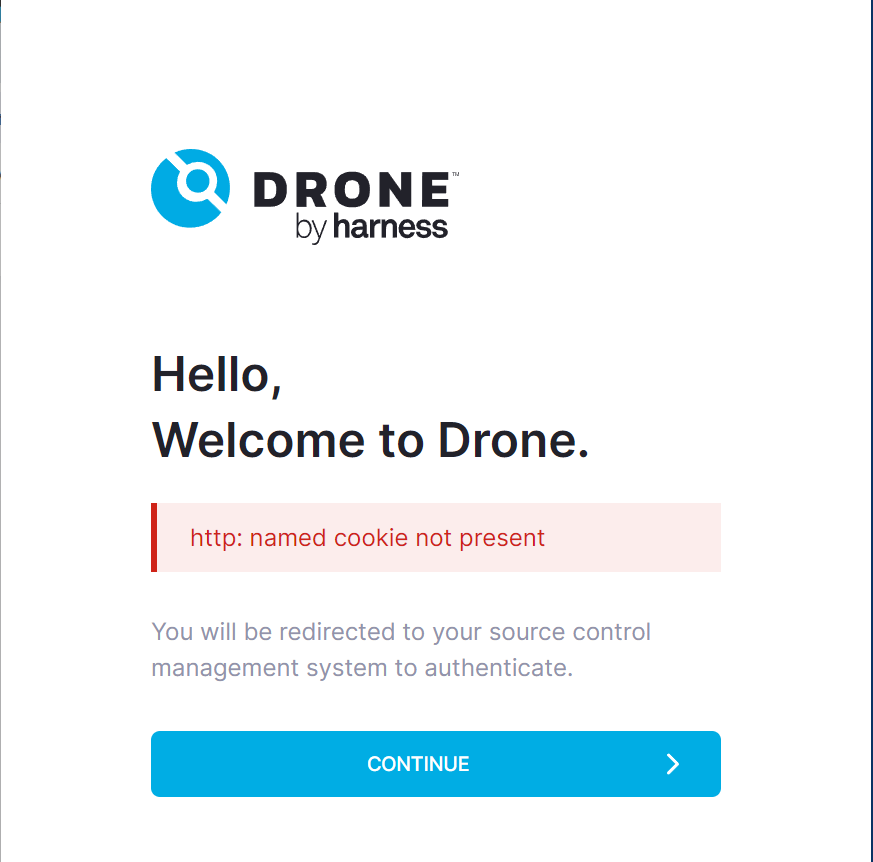 DRONE™
by harness
Hello,
Welcome to Drone.
http: named cookie not present
You will be redirected to your source control
management system to authenticate.
CONTINUE